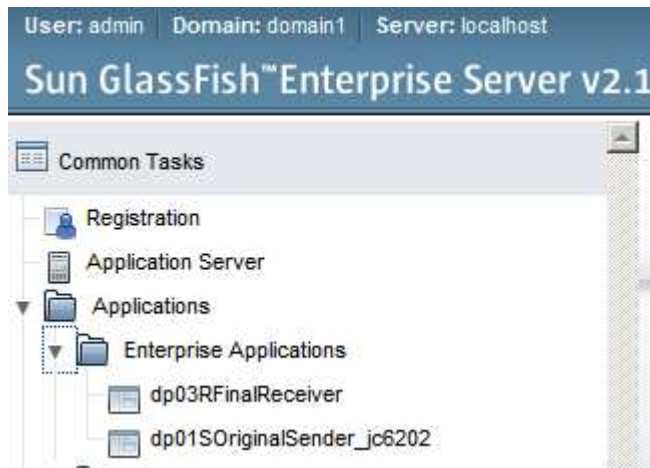 User: admin Domain: domain1 Server: localhost
Sun GlassFish™ Enterprise Server v2.1
Common Tasks
Registration
Application Server
Applications
Enterprise Applications
dp03RFinalReceiver
dp01SOriginalSender_jc6202